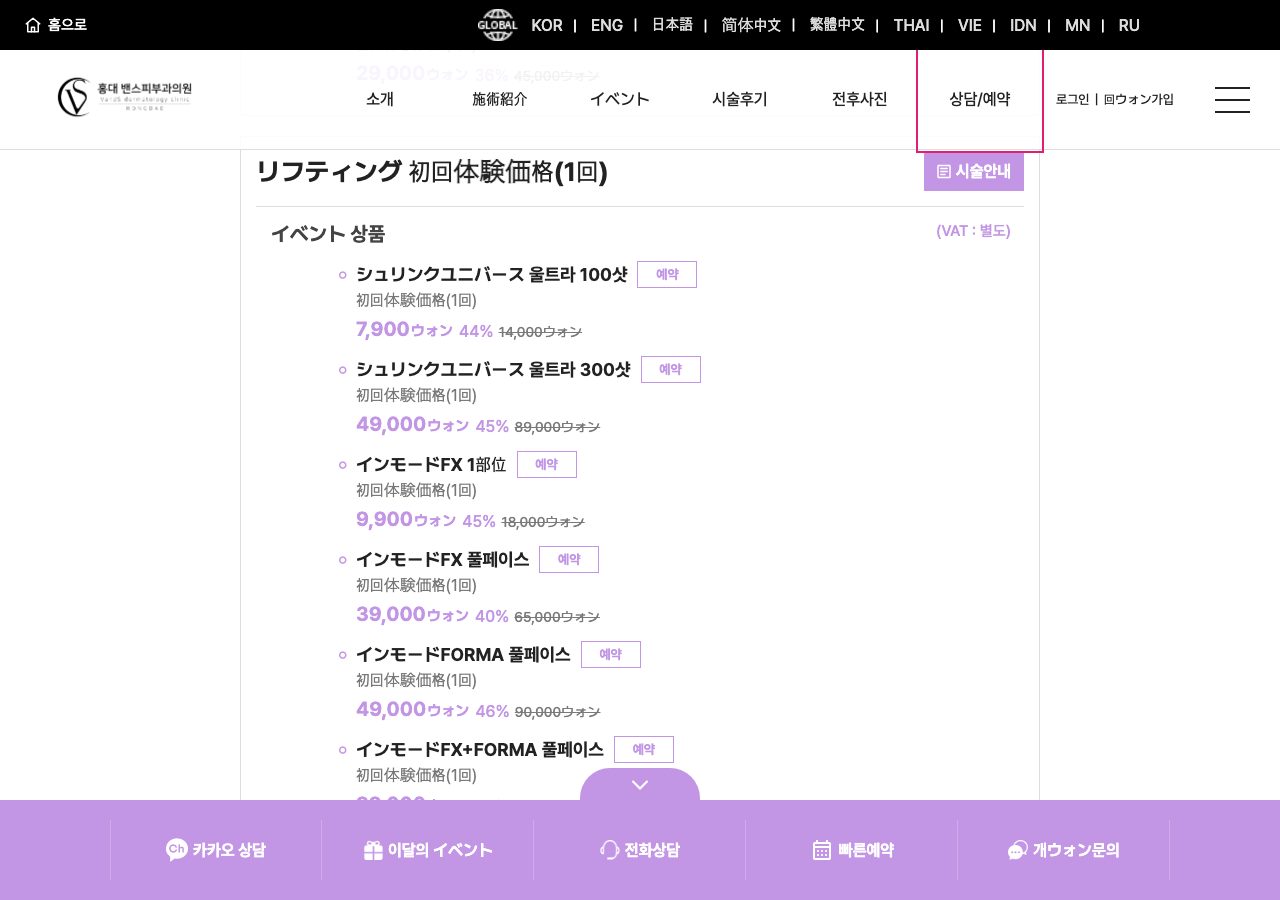 홈으로
GLOBAL
KOR | ENG | 日本語 | 简体中文 | 繁體中文 | THAI | VIE | IDN | MN | RU
29,000ウォン 36% 45,000ウォン
홍대 밴스피부과의원
HONGDAE
소개 施術紹介 イベント 시술후기 전후사진 상담/예약 로그인 | 回ウォン가입
リフティング 初回体験価格(1回)
시술안내
イベント 상품
(VAT : 별도)
シュリンクユニバース 울트라 100샷 예약
初回体験価格(1回)
7,900ウォン 44% 14,000ウォン
シュリンクユニバース 울트라 300샷 예약
初回体験価格(1回)
49,000ウォン 45% 89,000ウォン
インモードFX 1部位 예약
初回体験価格(1回)
9,900ウォン 45% 18,000ウォン
インモードFX 풀페이스 예약
初回体験価格(1回)
39,000ウォン 40% 65,000ウォン
インモードFORMA 풀페이스 예약
初回体験価格(1回)
49,000ウォン 46% 90,000ウォン
インモードFX+FORMA 풀페이스 예약
初回体験価格(1回)
Ch 카카오 상담
이달의 イベント
전화상담
빠른예약
개ウォン문의